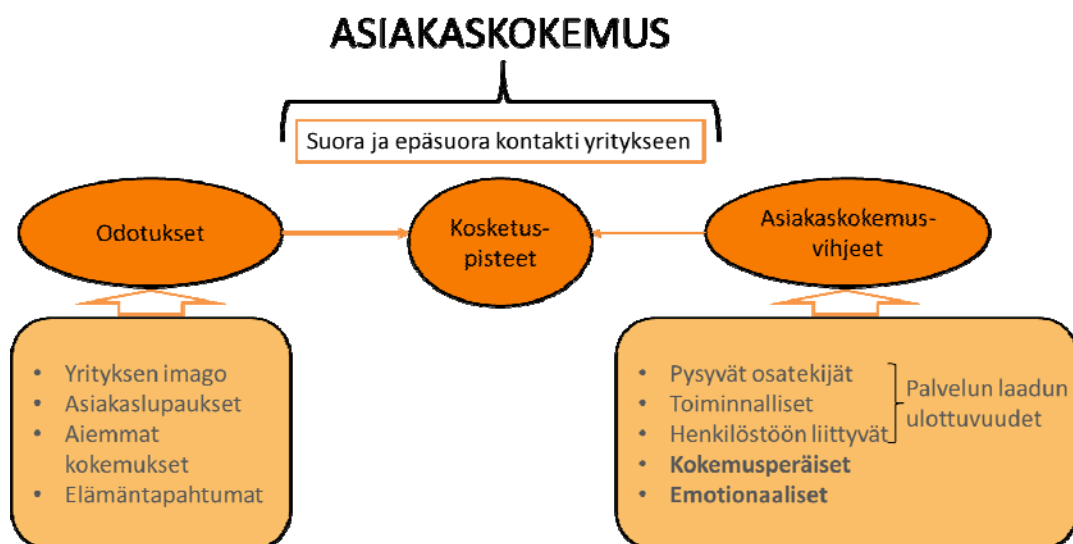 ASIAKASKOKEMUS
Suora ja epäsuora kontakti yritykseen
Odotukset
Kosketus-
pisteet
Asiakaskokemus-
vihjeet
• Yrityksen imago
• Asiakaslupaukset
• Aiemmat
kokemukset
• Elämäntapahtumat
• Pysyvät osatekijät
• Toiminnalliset
• Henkilöstöön liittyvät
• Kokemusperäiset
• Emotionaaliset
Palvelun laadun
ulottuvuudet